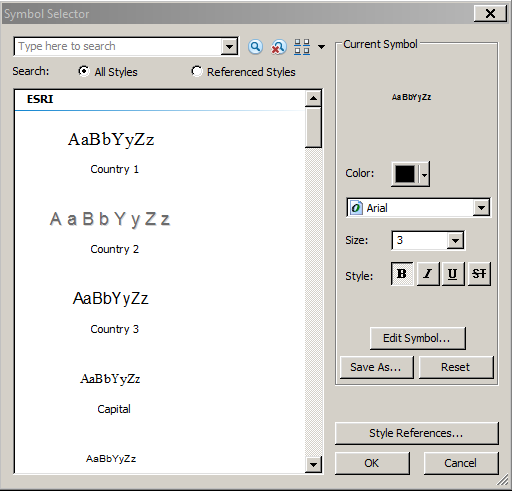 Symbol Selector
Type here to search
Search:
All Styles
Referenced Styles
ESRI
AaBbYyZz
Country 1
AaBbYyZz
Country 2
AaBbYyZz
Country 3
AaBbYyZz
Capital
AaBbYyZz
Current Symbol
AaBbYyZz
Color:
Arial
Size:
3
Style:
B I U ST
Edit Symbol...
Save As...
Reset
Style References...
OK
Cancel